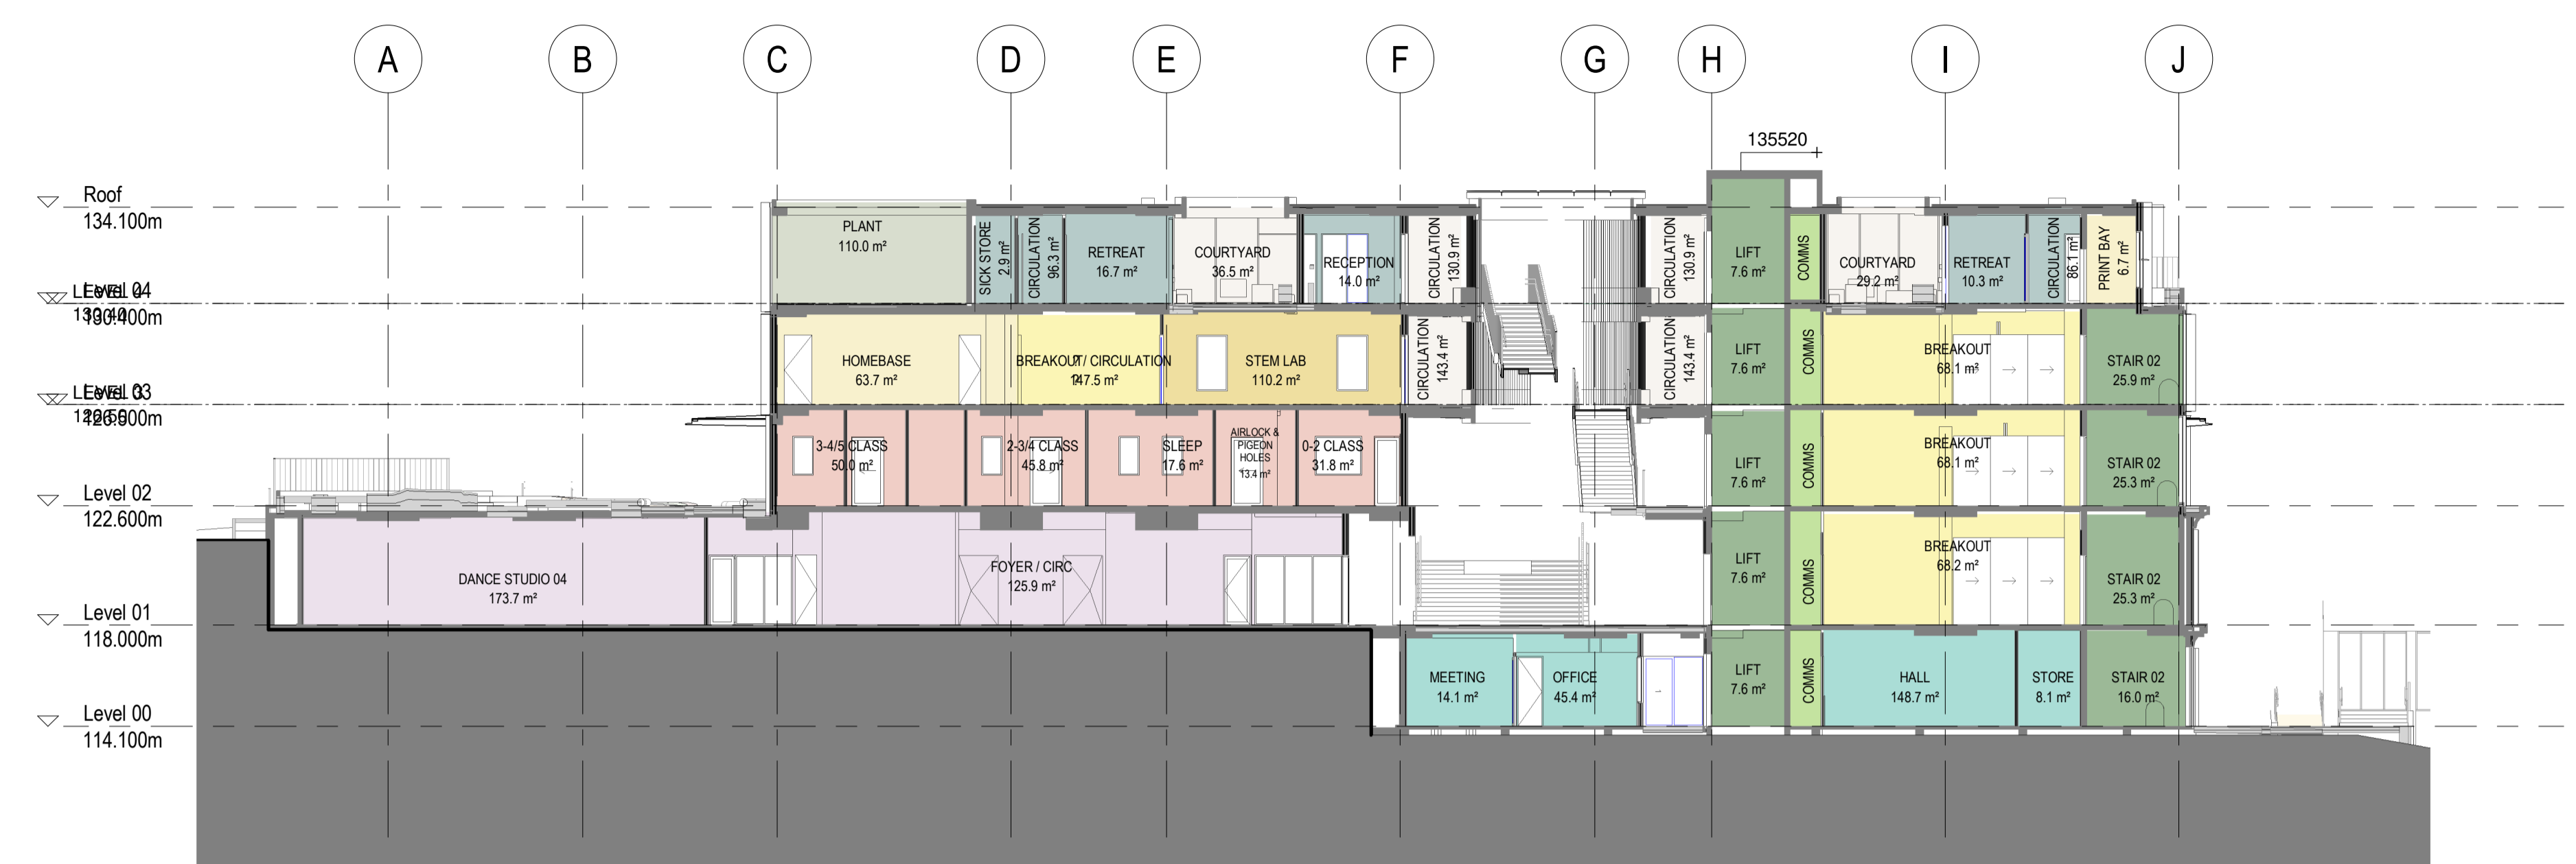 A B C D E F G H I J
135520
Roof
134.100m
PLANT
110.0 m²
SICK STORE
2.9 m²
CIRCULATION
96.3 m²
RETREAT
16.7 m²
COURTYARD
36.5 m²
RECEPTION
14.0 m²
CIRCULATION
130.9 m²
CIRCULATION
130.9 m²
LIFT
7.6 m²
COMMS
COURTYARD
29.2 m²
RETREAT
10.3 m²
CIRCULATION
86.1 m²
PRINT BAY
6.7 m²
Level 04
130.400m
HOMEBASE
63.7 m²
BREAKOUT / CIRCULATION
147.5 m²
STEM LAB
110.2 m²
CIRCULATION
143.4 m²
CIRCULATION
143.4 m²
LIFT
7.6 m²
COMMS
BREAKOUT
68.1 m²
STAIR 02
25.9 m²
Level 03
126.500m
3-4/5 CLASS
50.0 m²
2-3/4 CLASS
45.8 m²
SLEEP
17.6 m²
AIRLOCK &
PIGEON
HOLES
13.4 m²
0-2 CLASS
31.8 m²
LIFT
7.6 m²
COMMS
BREAKOUT
68.1 m²
STAIR 02
25.3 m²
Level 02
122.600m
DANCE STUDIO 04
173.7 m²
FOYER / CIRC
125.9 m²
LIFT
7.6 m²
COMMS
BREAKOUT
68.2 m²
STAIR 02
25.3 m²
Level 01
118.000m
MEETING
14.1 m²
OFFICE
45.4 m²
LIFT
7.6 m²
COMMS
HALL
148.7 m²
STORE
8.1 m²
STAIR 02
16.0 m²
Level 00
114.100m